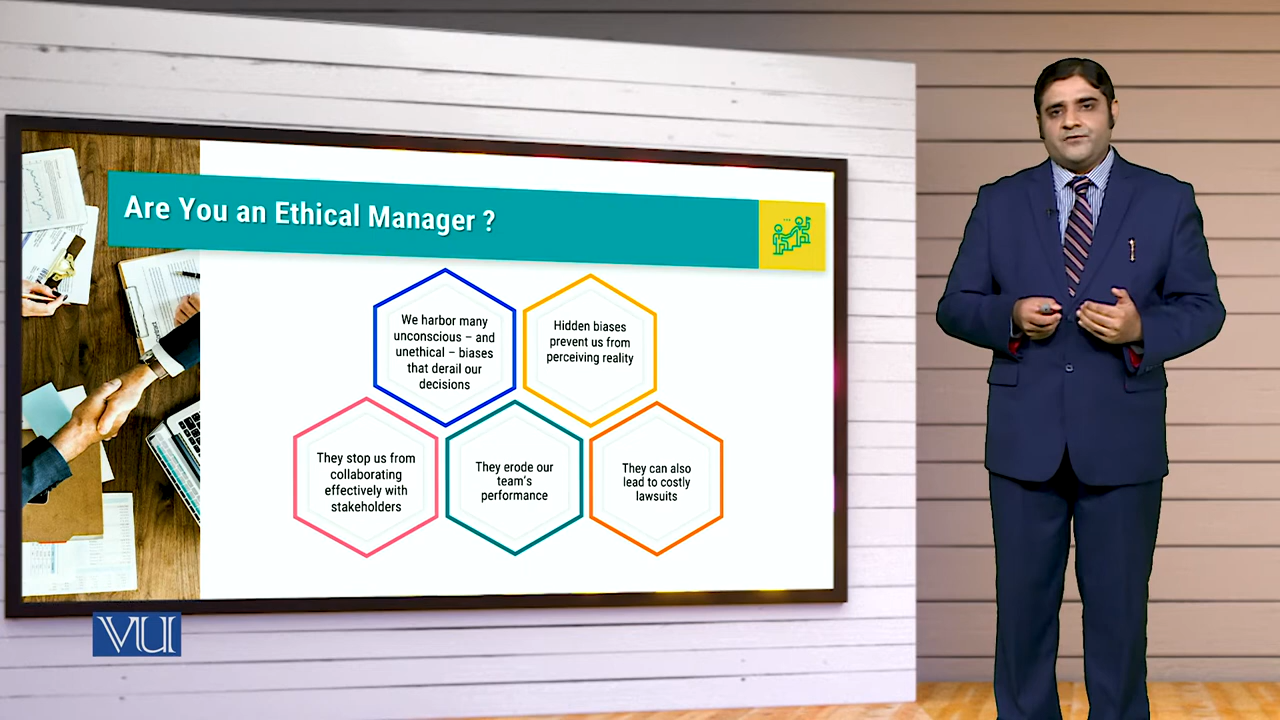 Are You an Ethical Manager ?
We harbor many
unconscious – and
unethical – biases
that derail our
decisions
Hidden biases
prevent us from
perceiving reality
They stop us from
collaborating
effectively with
stakeholders
They erode our
team's
performance
They can also
lead to costly
lawsuits
VU